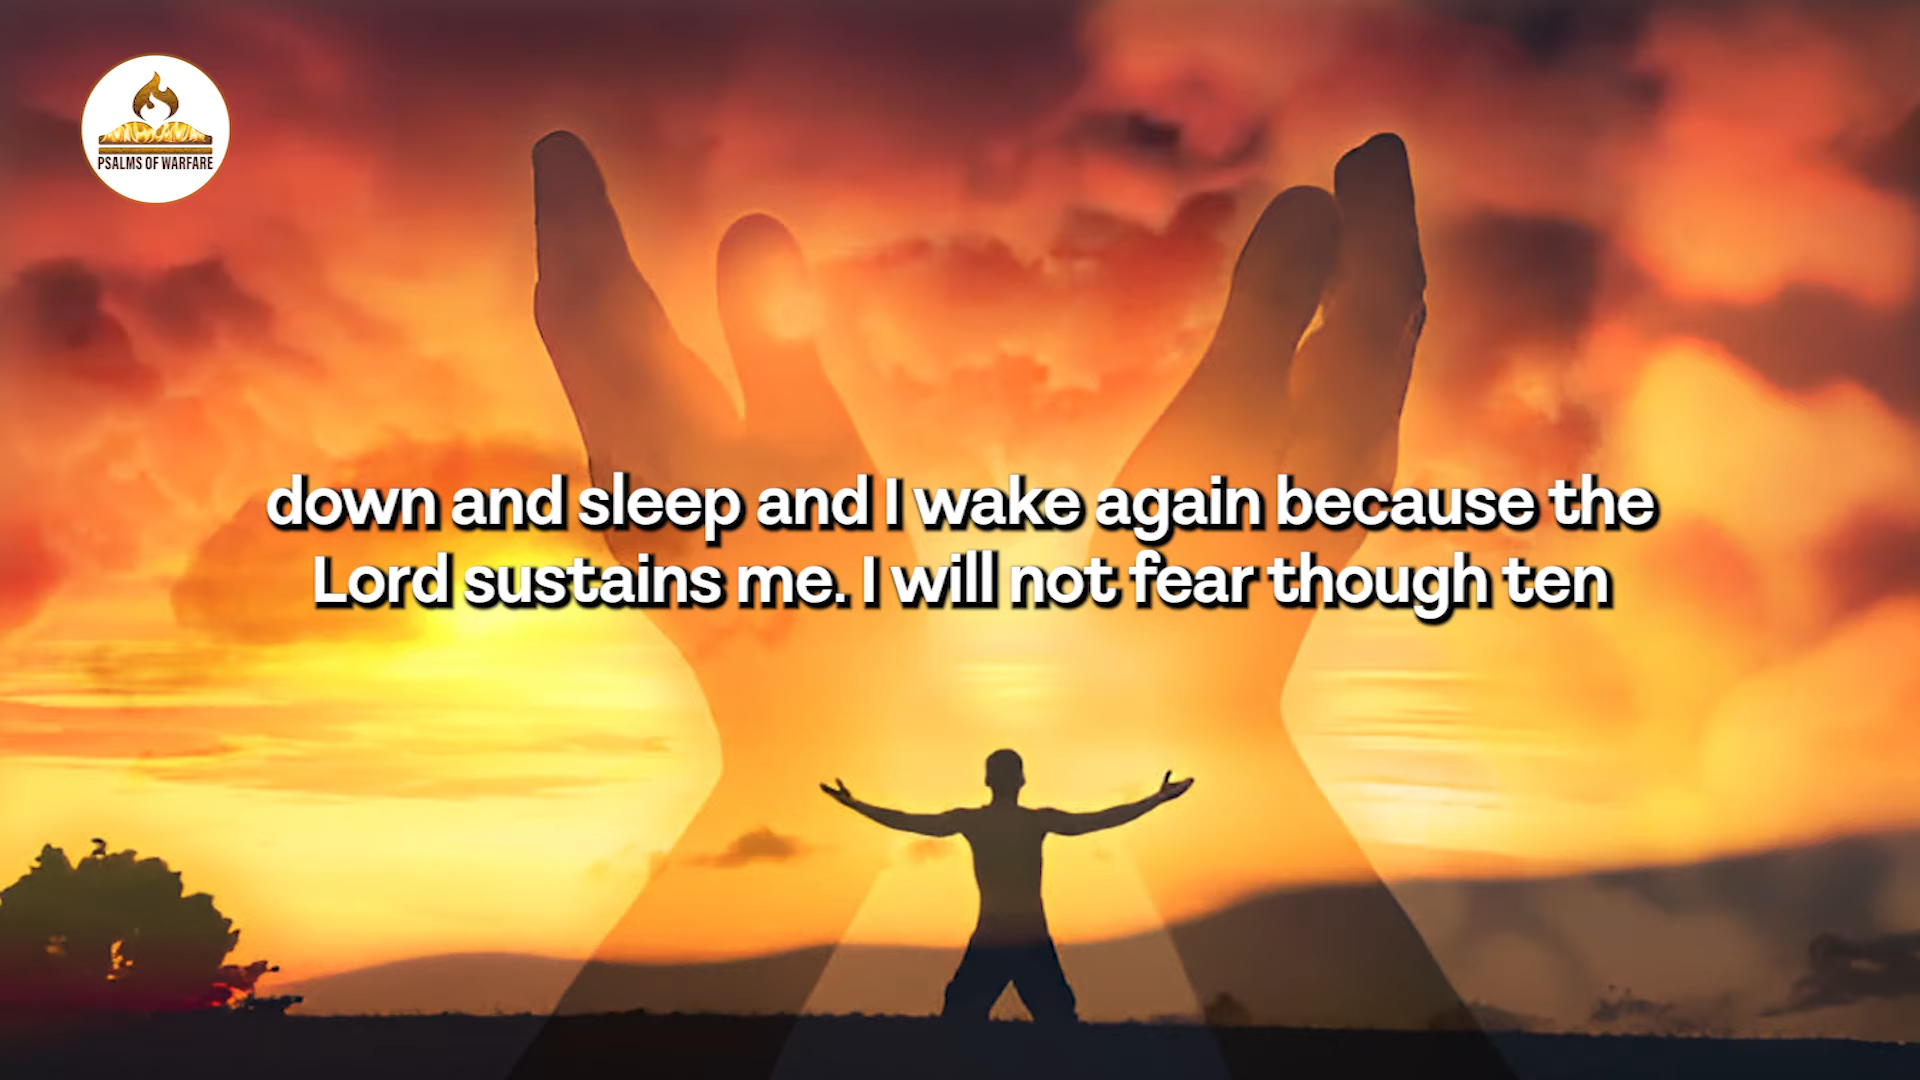 PSALMS OF WARFARE
down and sleep and I wake again because the
Lord sustains me. I will not fear though ten